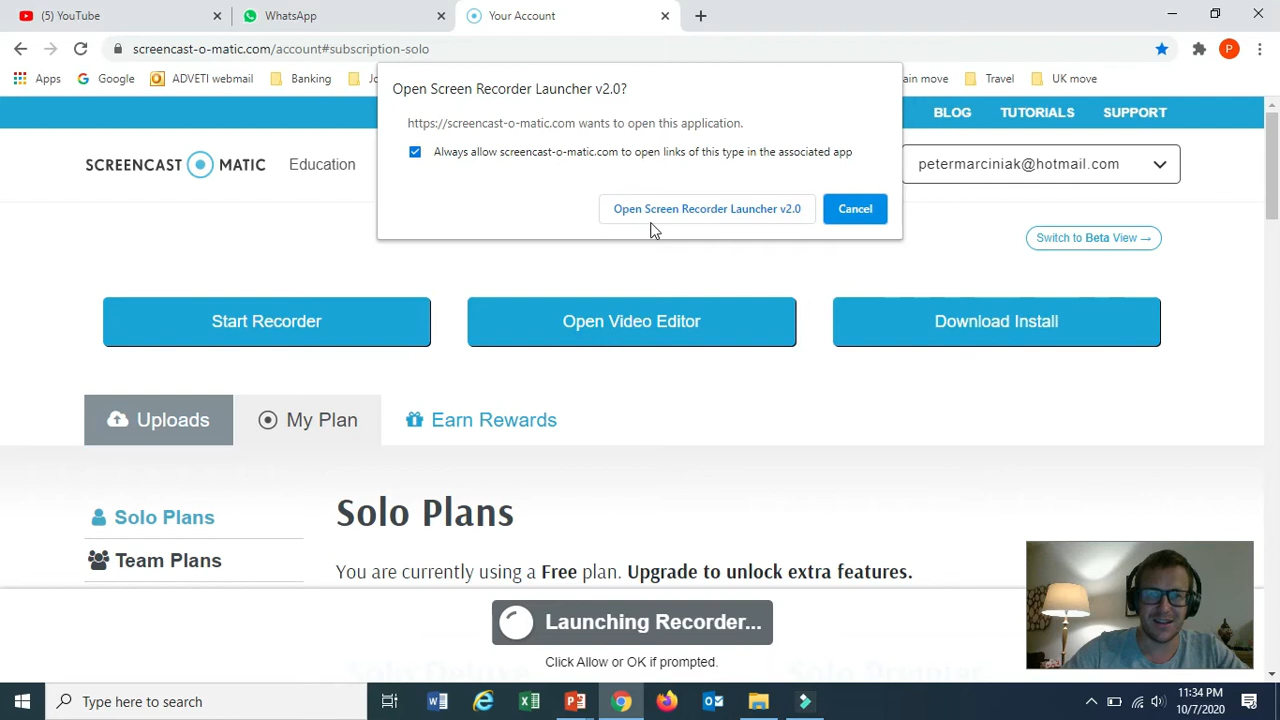 (5) YouTube
WhatsApp
Your Account
screencast-o-matic.com/account#subscription-solo
P
Apps
Google
ADVETI webmail
Banking
ain move
Travel
UK move
Open Screen Recorder Launcher v2.0?
https://screencast-o-matic.com wants to open this application.
Always allow screencast-o-matic.com to open links of this type in the associated app
Open Screen Recorder Launcher v2.0
Cancel
BLOG
TUTORIALS
SUPPORT
SCREENCAST O MATIC
Education
petermarciniak@hotmail.com
Switch to Beta View →
Start Recorder
Open Video Editor
Download Install
Uploads
My Plan
Earn Rewards
Solo Plans
Team Plans
Solo Plans
You are currently using a Free plan. Upgrade to unlock extra features.
Solo Deluxe
Solo Premier
Launching Recorder...
Click Allow or OK if prompted.
Type here to search
11:34 PM
10/7/2020